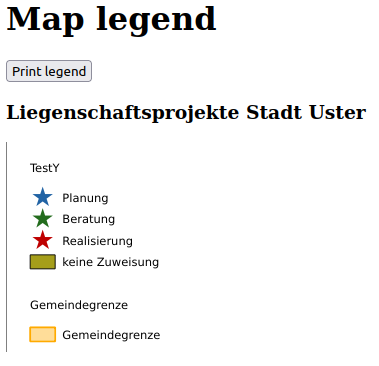 Map legend
Print legend
Liegenschaftsprojekte Stadt Uster
TestY
Planung
Beratung
Realisierung
keine Zuweisung
Gemeindegrenze
Gemeindegrenze